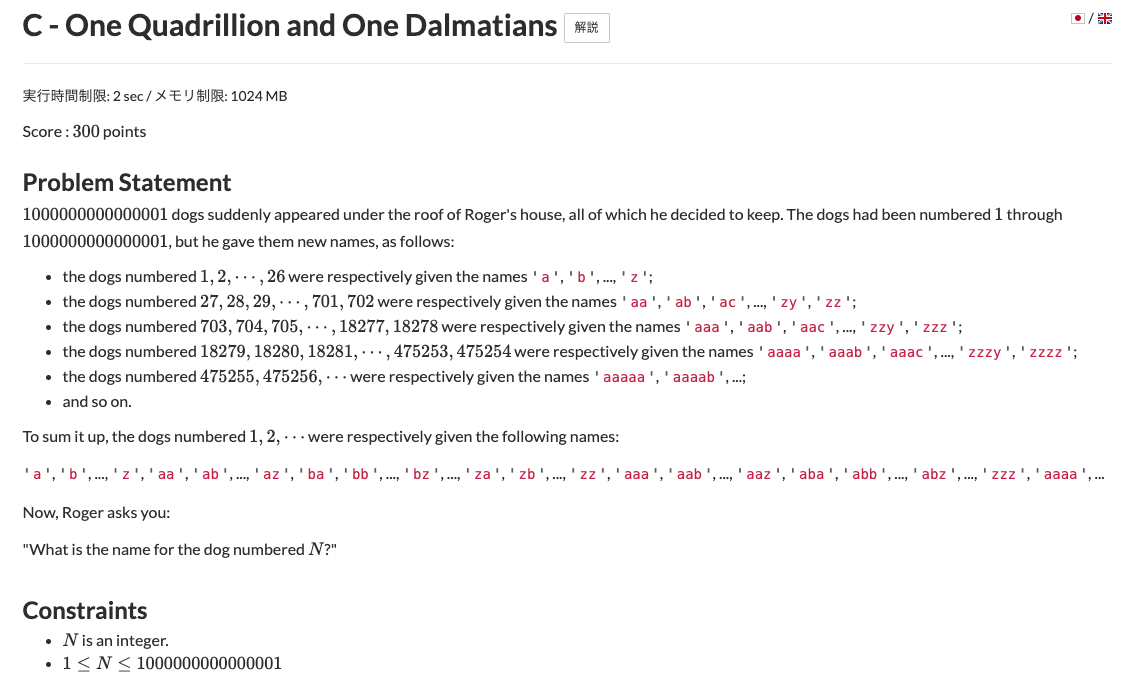 C - One Quadrillion and One Dalmatians 解説
/
実行時間制限: 2 sec / メモリ制限: 1024 MB
Score : 300 points
Problem Statement
1000000000000001 dogs suddenly appeared under the roof of Roger's house, all of which he decided to keep. The dogs had been numbered 1 through
1000000000000001, but he gave them new names, as follows:
• the dogs numbered 1, 2, ⋯, 26 were respectively given the names 'a', 'b', ..., 'z';
• the dogs numbered 27, 28, 29, ⋯, 701, 702 were respectively given the names 'aa', 'ab', 'ac', ..., 'zy', 'zz';
• the dogs numbered 703, 704, 705, ⋯, 18277, 18278 were respectively given the names 'aaa', 'aab', 'aac', ..., 'zzy', 'zzz';
• the dogs numbered 18279, 18280, 18281, ⋯, 475253, 475254 were respectively given the names 'aaaa', 'aaab', 'aaac', ..., 'zzzy', 'zzzz';
• the dogs numbered 475255, 475256, ⋯ were respectively given the names 'aaaaa', 'aaaab', ...;
• and so on.
To sum it up, the dogs numbered 1, 2, ⋯ were respectively given the following names:
'a', 'b', ..., 'z', 'aa', 'ab', ..., 'az', 'ba', 'bb', ..., 'bz', ..., 'za', 'zb', ..., 'zz', 'aaa', 'aab', ..., 'aaz', 'aba', 'abb', ..., 'abz', ..., 'zzz', 'aaaa', ...
Now, Roger asks you:
"What is the name for the dog numbered N?"
Constraints
• N is an integer.
• 1 ≤ N ≤ 1000000000000001